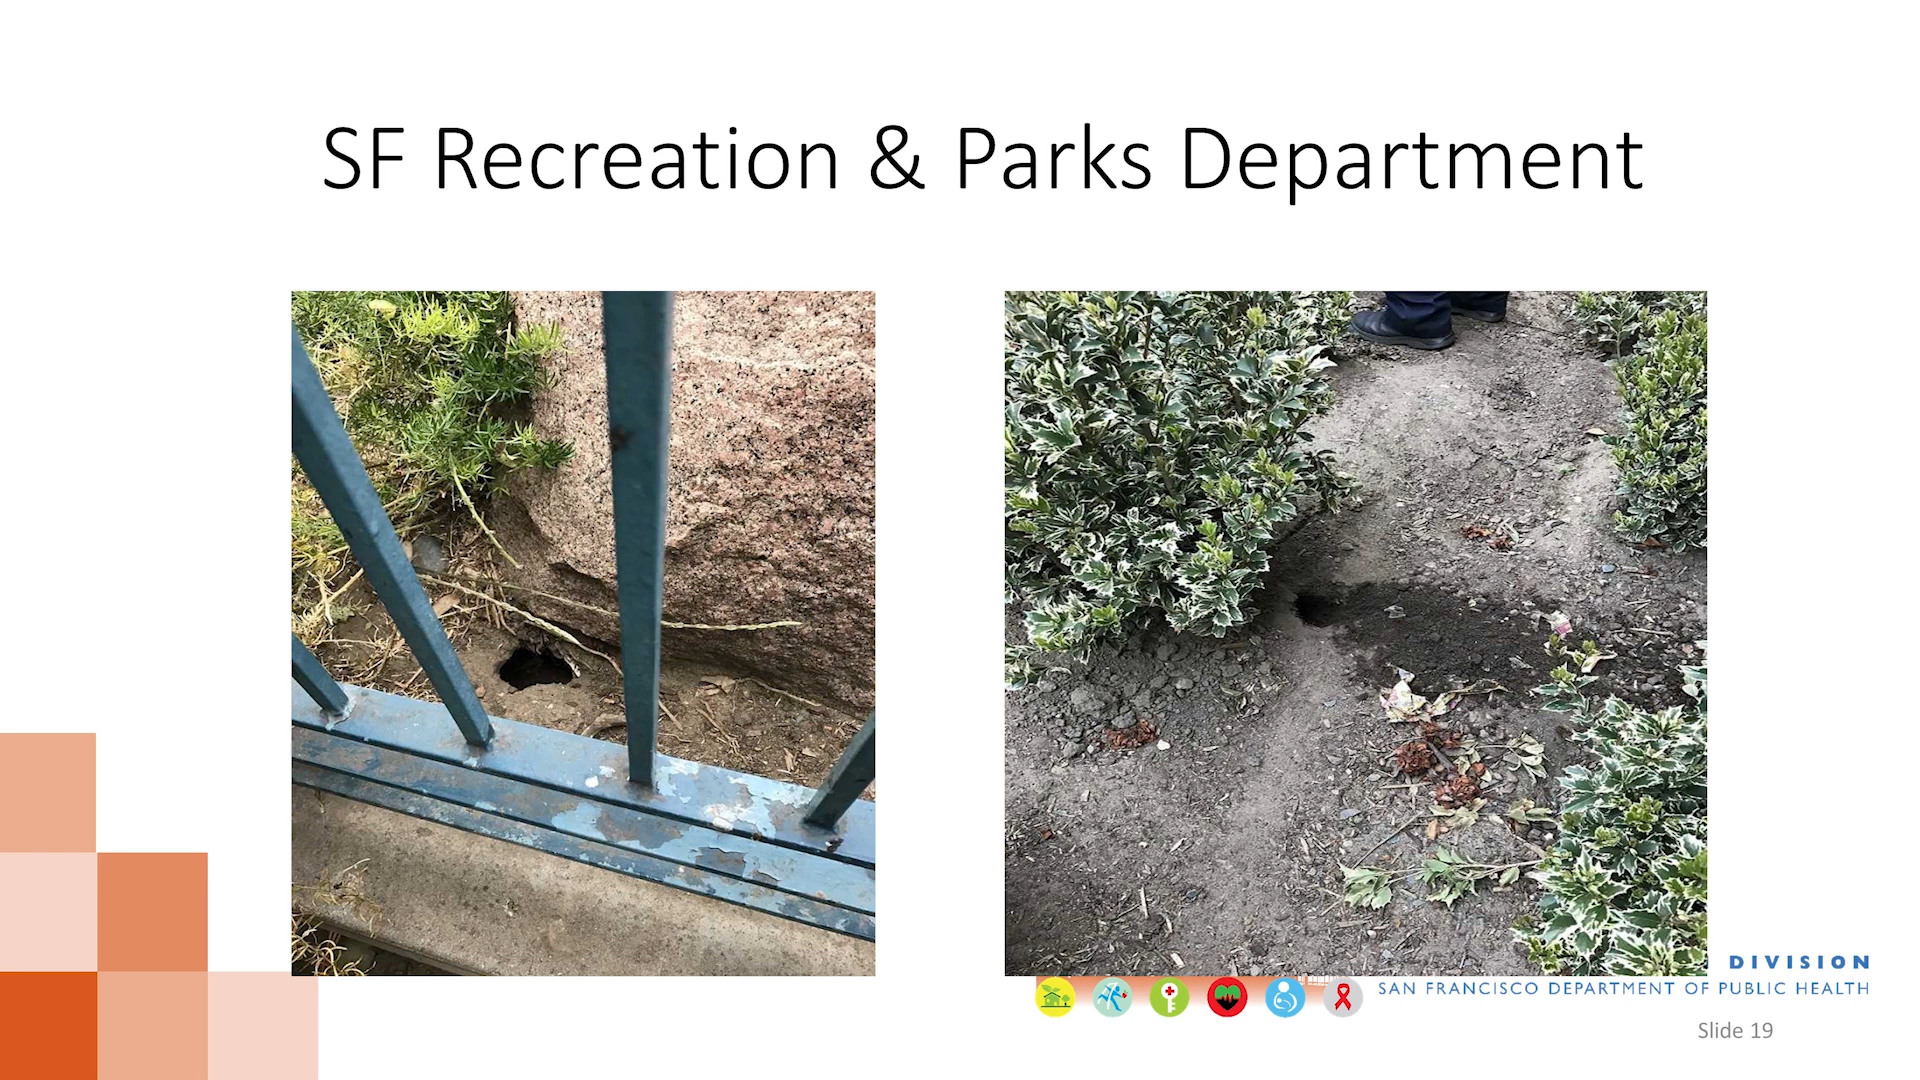 SF Recreation & Parks Department
DIVISION
SAN FRANCISCO DEPARTMENT OF PUBLIC HEALTH
Slide 19